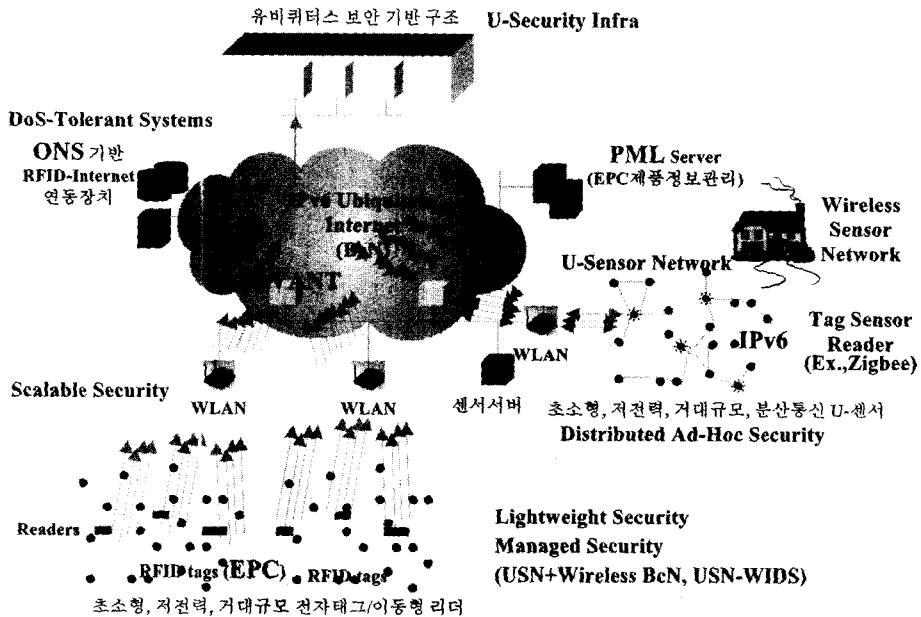 유비쿼터스 보안 기반 구조
U-Security Infra
DoS-Tolerant Systems
ONS 기반
RFID-Internet
연동장치
PML Server
(EPC제품정보관리)
Wireless
Sensor
Network
IPv6
Internet
U-Sensor Network
IPv6
Tag Sensor
Reader
(Ex.,Zigbee)
WLAN
Scalable Security
WLAN
WLAN
센서서버
초소형, 저전력, 거대규모, 분산통신 U-센서
Distributed Ad-Hoc Security
Readers
RFID tags (EPC)
RFID tags
초소형, 저전력, 거대규모 전자태그/이동형 리더
Lightweight Security
Managed Security
(USN+Wireless BcN, USN-WIDS)